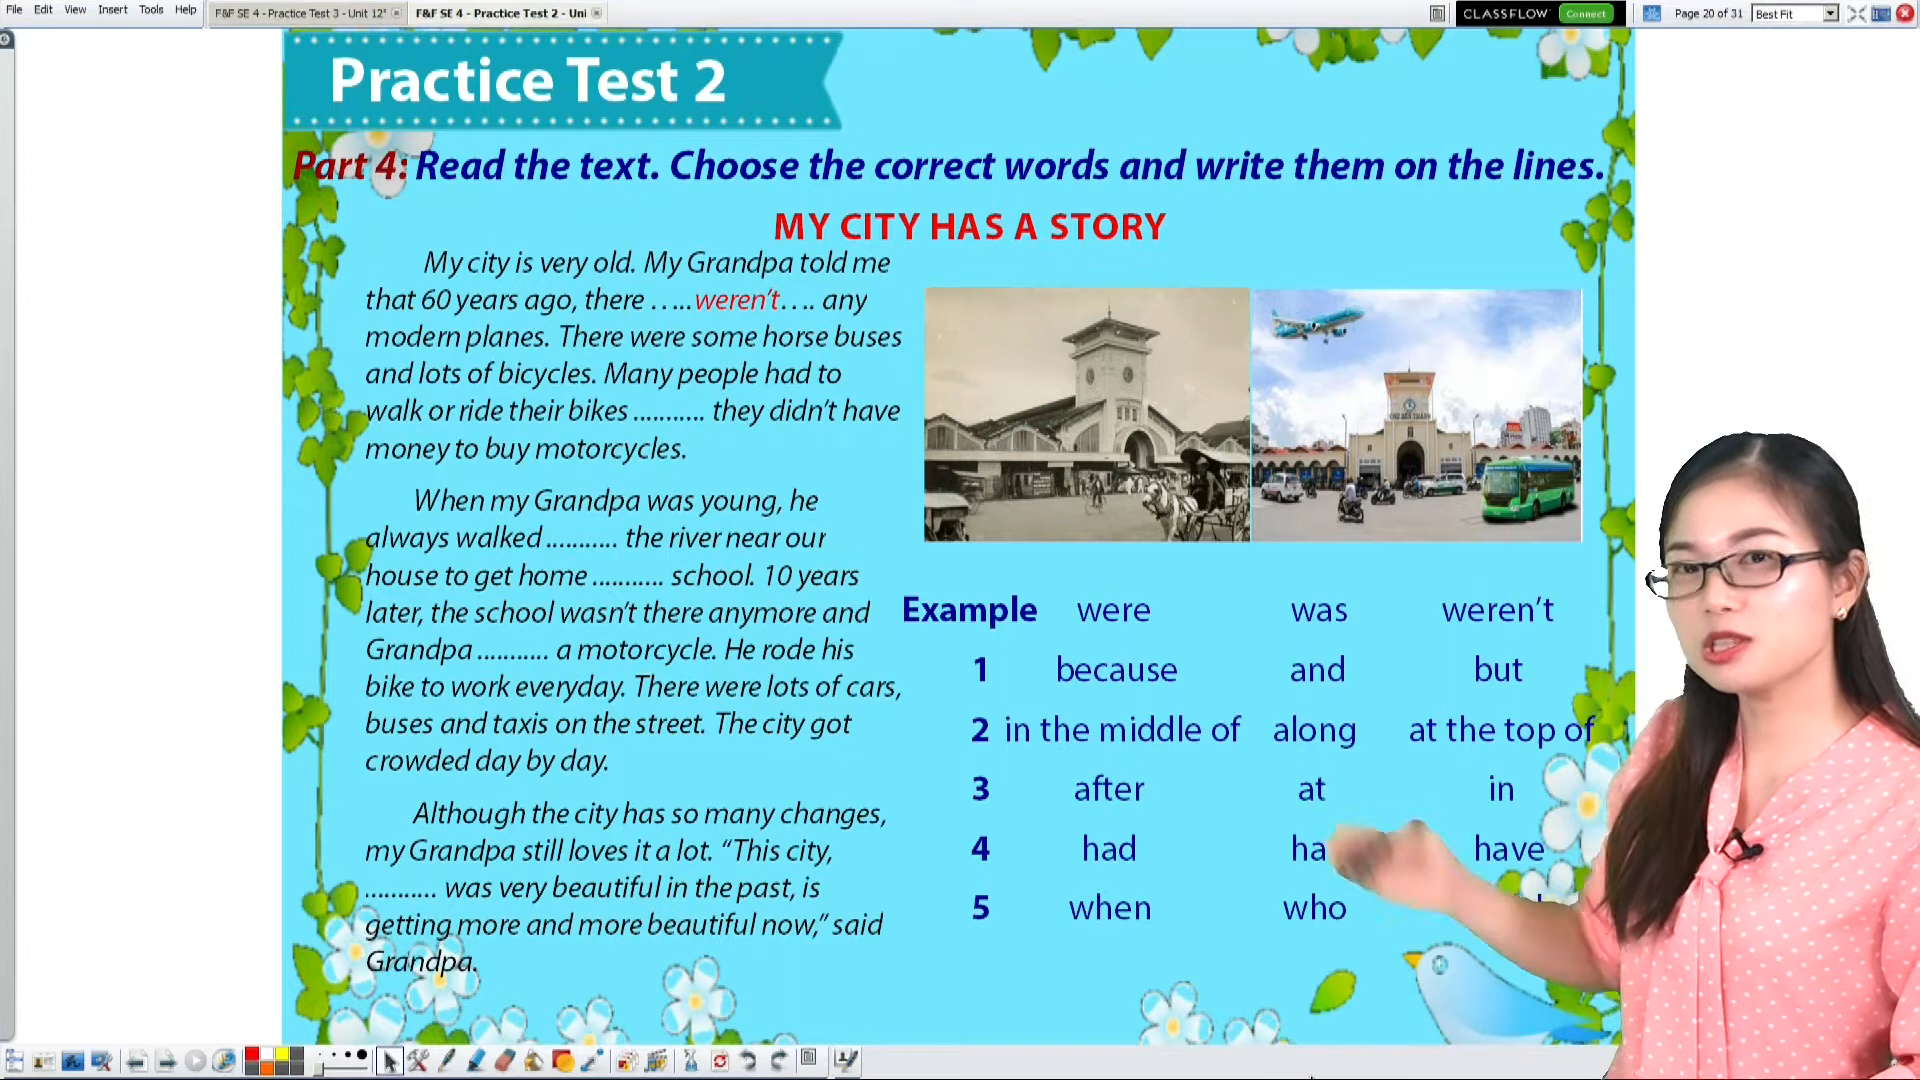 File Edit View Insert Tools Help
F&F SE 4 - Practice Test 3 - Unit 12*
F&F SE 4 - Practice Test 2 - Uni
CLASSFLOW Connect
Page 20 of 31
Best Fit
Practice Test 2
Part 4: Read the text. Choose the correct words and write them on the lines.
MY CITY HAS A STORY
My city is very old. My Grandpa told me
that 60 years ago, there .....weren't.... any
modern planes. There were some horse buses
and lots of bicycles. Many people had to
walk or ride their bikes ........... they didn't have
money to buy motorcycles.
When my Grandpa was young, he
always walked ........... the river near our
house to get home ........... school. 10 years
later, the school wasn't there anymore and
Grandpa ........... a motorcycle. He rode his
bike to work everyday. There were lots of cars,
buses and taxis on the street. The city got
crowded day by day.
Although the city has so many changes,
my Grandpa still loves it a lot. "This city,
........... was very beautiful in the past, is
getting more and more beautiful now," said
Grandpa.
Example were was weren't
1 because and but
2 in the middle of along at the top of
3 after at in
4 had have
5 when who